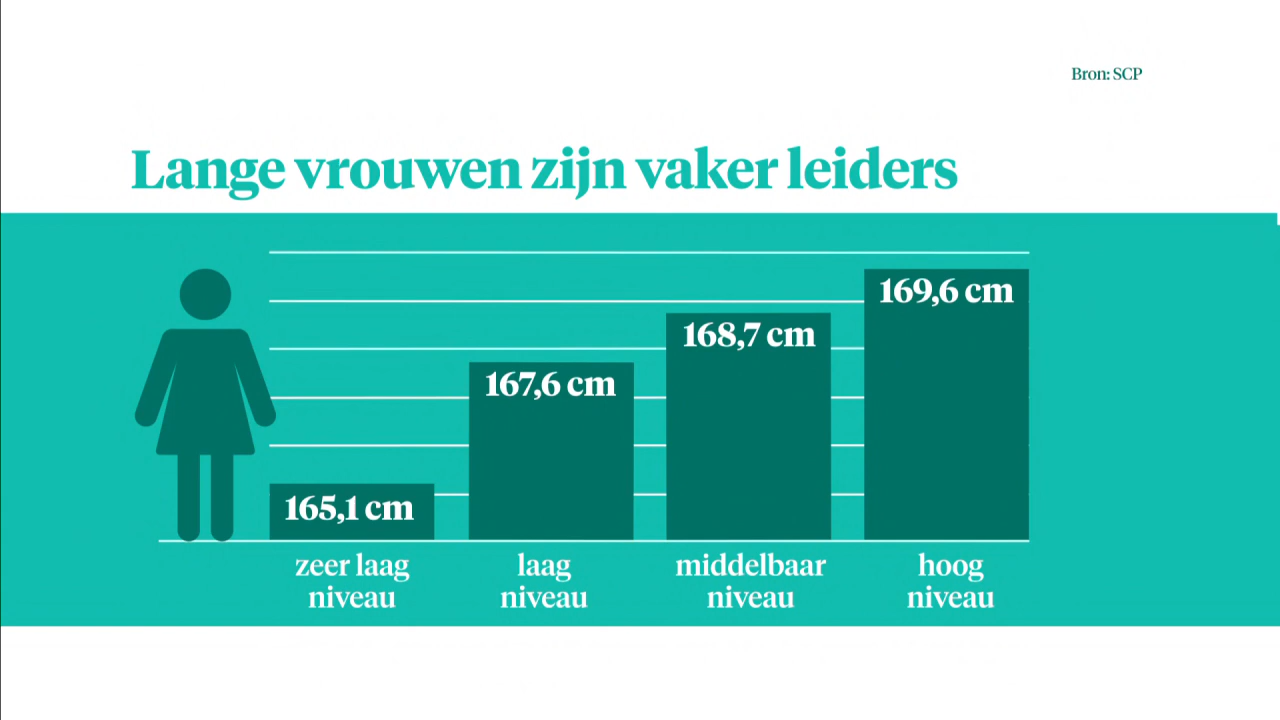 Bron: SCP
Lange vrouwen zijn vaker leiders
169,6 cm
168,7 cm
167,6 cm
165,1 cm
zeer laag
niveau
laag
niveau
middelbaar
niveau
hoog
niveau